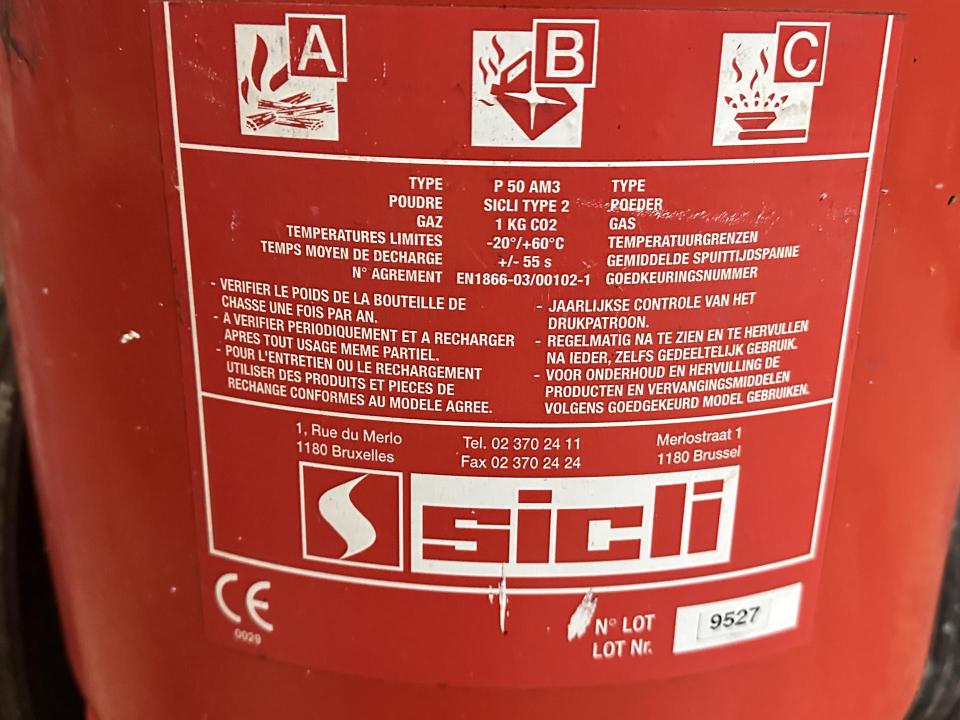 A
B
C
TYPE P 50 AM3 TYPE
POUDRE SICLI TYPE 2 POEDER
GAZ 1 KG CO2 GAS
TEMPERATURES LIMITES -20°/+60°C TEMPERATUURGRENZEN
TEMPS MOYEN DE DECHARGE +/- 55 s GEMIDDELDE SPUITTIJDSPANNE
N° AGREMENT EN1866-03/00102-1 GOEDKEURINGSNUMMER
- VERIFIER LE POIDS DE LA BOUTEILLE DE
CHASSE UNE FOIS PAR AN.
- A VERIFIER PERIODIQUEMENT ET A RECHARGER
APRES TOUT USAGE MEME PARTIEL.
- POUR L'ENTRETIEN OU LE RECHARGEMENT
UTILISER DES PRODUITS ET PIECES DE
RECHANGE CONFORMES AU MODELE AGREE.
- JAARLIJKSE CONTROLE VAN HET
DRUKPATROON.
- REGELMATIG NA TE ZIEN EN TE HERVULLEN
NA IEDER, ZELFS GEDEELTELIJK GEBRUIK.
- VOOR ONDERHOUD EN HERVULLING DE
PRODUCTEN EN VERVANGINGSMIDDELEN
VOLGENS GOEDGEKEURD MODEL GEBRUIKEN.
1, Rue du Merlo
1180 Bruxelles
Tel. 02 370 24 11
Fax 02 370 24 24
Merlostraat 1
1180 Brussel
sicli
CE
0029
N° LOT
LOT Nr.
9527